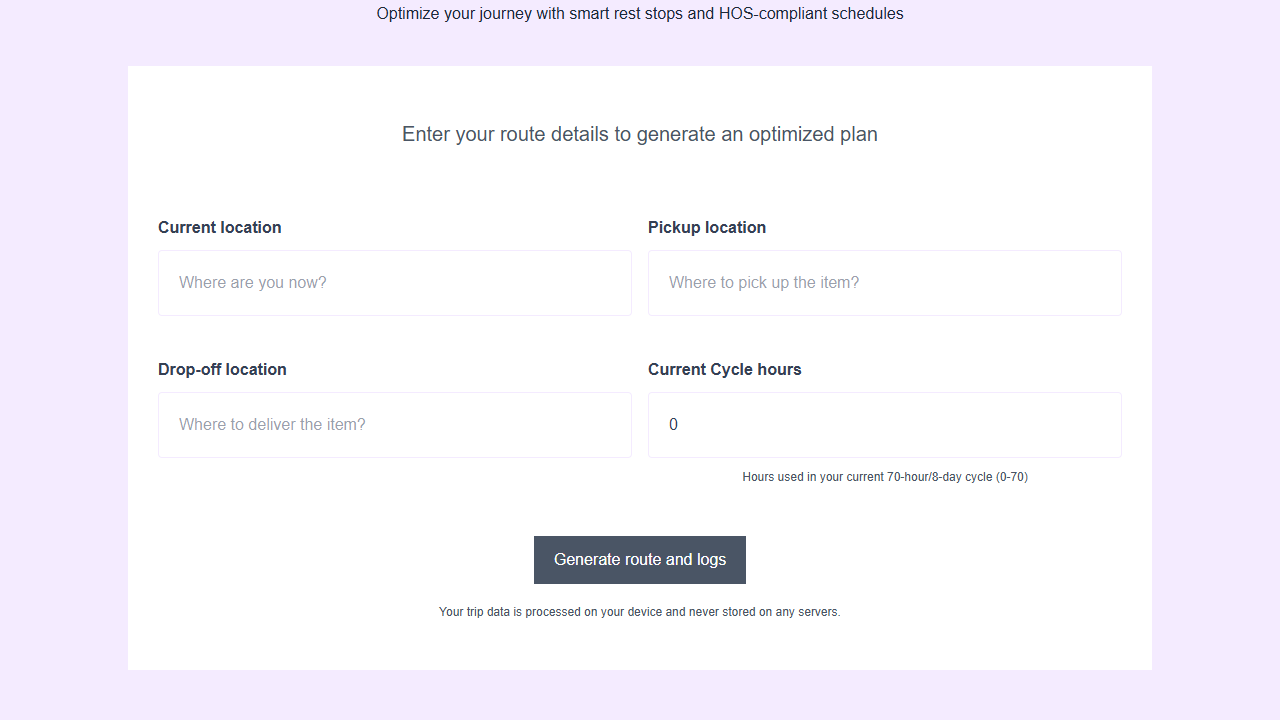 Optimize your journey with smart rest stops and HOS-compliant schedules
Enter your route details to generate an optimized plan
Current location
Pickup location
Where are you now?
Where to pick up the item?
Drop-off location
Current Cycle hours
Where to deliver the item?
0
Hours used in your current 70-hour/8-day cycle (0-70)
Generate route and logs
Your trip data is processed on your device and never stored on any servers.